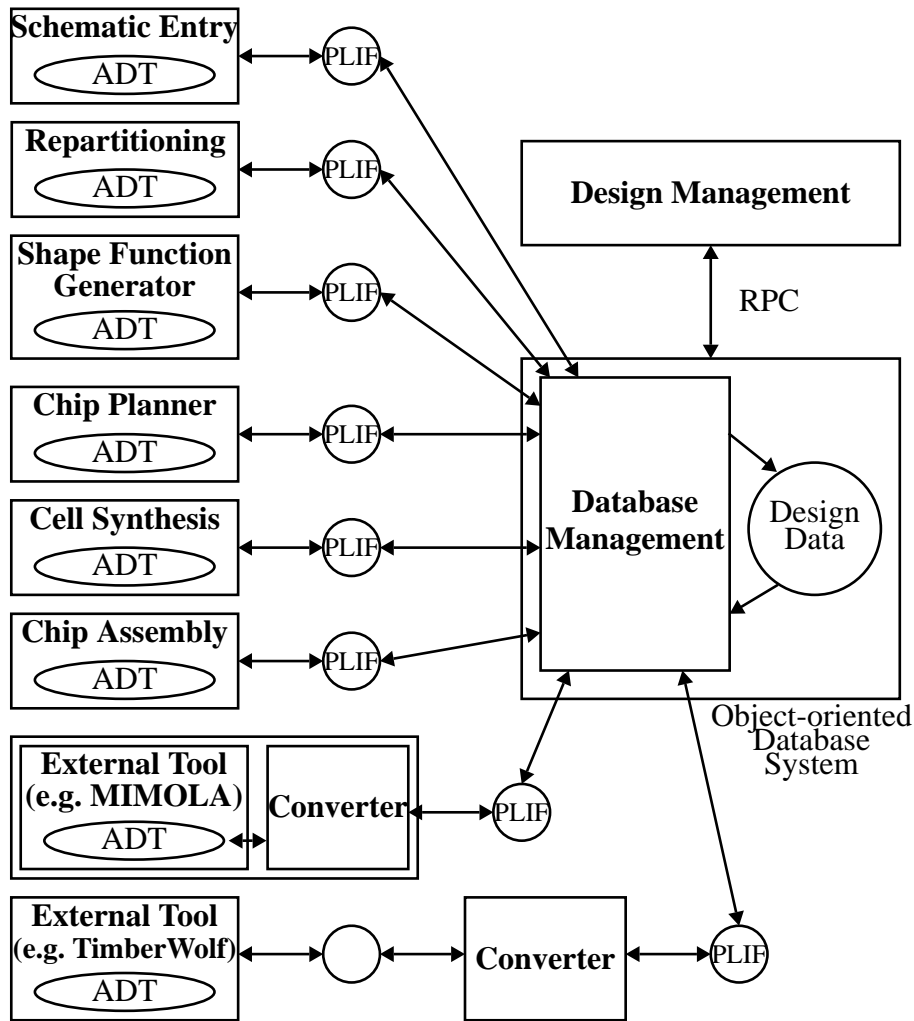 Schematic Entry
ADT
PLIF
Repartitioning
ADT
PLIF
Design Management
Shape Function
Generator
ADT
PLIF
RPC
Chip Planner
ADT
PLIF
Cell Synthesis
ADT
PLIF
Database
Management
Design
Data
Chip Assembly
ADT
PLIF
Object-oriented
Database
System
External Tool
(e.g. MIMOLA)
ADT
Converter
PLIF
External Tool
(e.g. TimberWolf)
ADT
Converter
PLIF